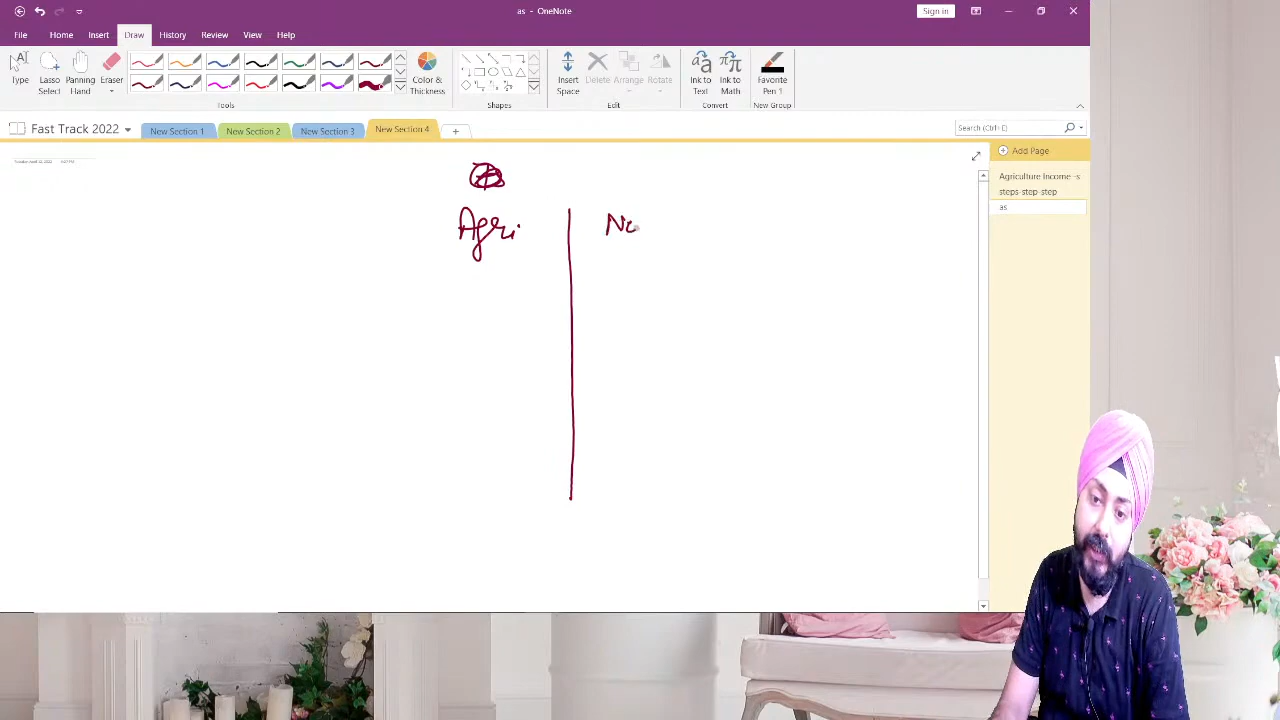 as - OneNote
Sign in
File Home Insert Draw History Review View Help
Type
Lasso Select
Panning Hand
Eraser
Color & Thickness
Insert Space
Delete
Arrange
Rotate
Ink to Text
Ink to Math
Favorite Pen 1
Tools
Shapes
Edit
Convert
New Group
Fast Track 2022
New Section 1
New Section 2
New Section 3
New Section 4
Search (Ctrl+E)
Add Page
Agriculture Income -s
steps-step-step
as
Agri
No